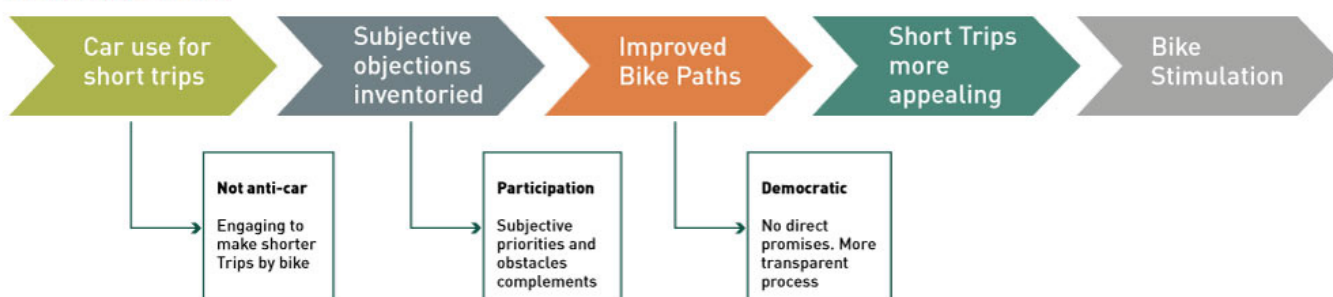 Car use for
short trips
Subjective
objections
inventoried
Improved
Bike Paths
Short Trips
more
appealing
Bike
Stimulation
Not anti-car
Engaging to
make shorter
Trips by bike
Participation
Subjective
priorities and
obstacles
complements
Democratic
No direct
promises. More
transparent
process